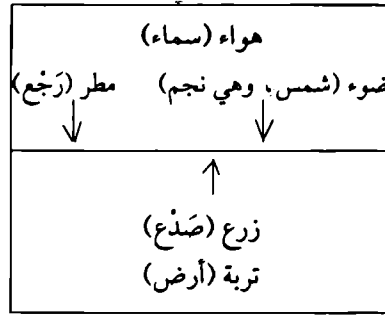 هواء (سماء)
ضوء (شمس، وهي نجم) مطر (رَجْع)
زرع (صَدْع)
تربة (أرض)